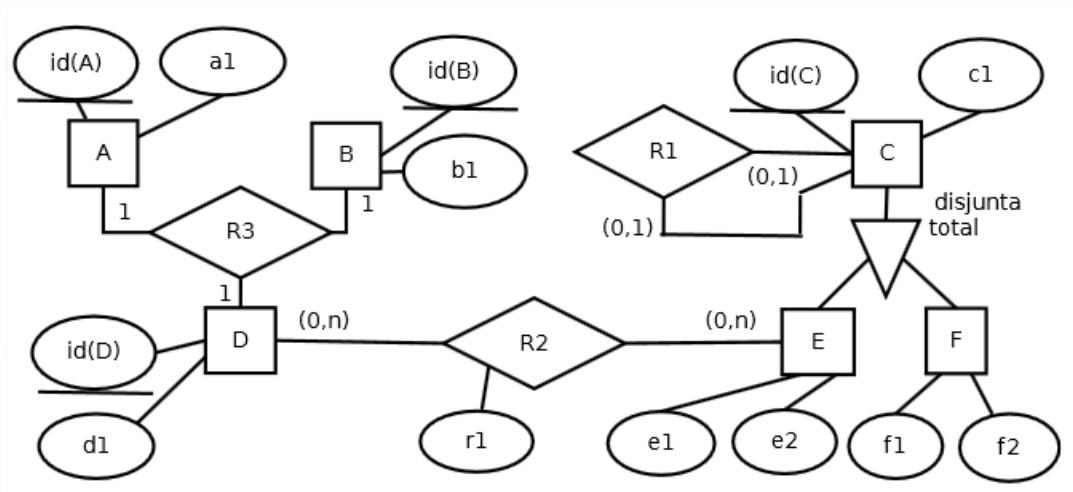 id(A)
a1
id(B)
id(C)
c1
A
B
b1
R1
C
(0,1)
(0,1)
disjunta
total
1
1
R3
1
id(D)
D
(0,n)
R2
(0,n)
E
F
d1
r1
e1
e2
f1
f2